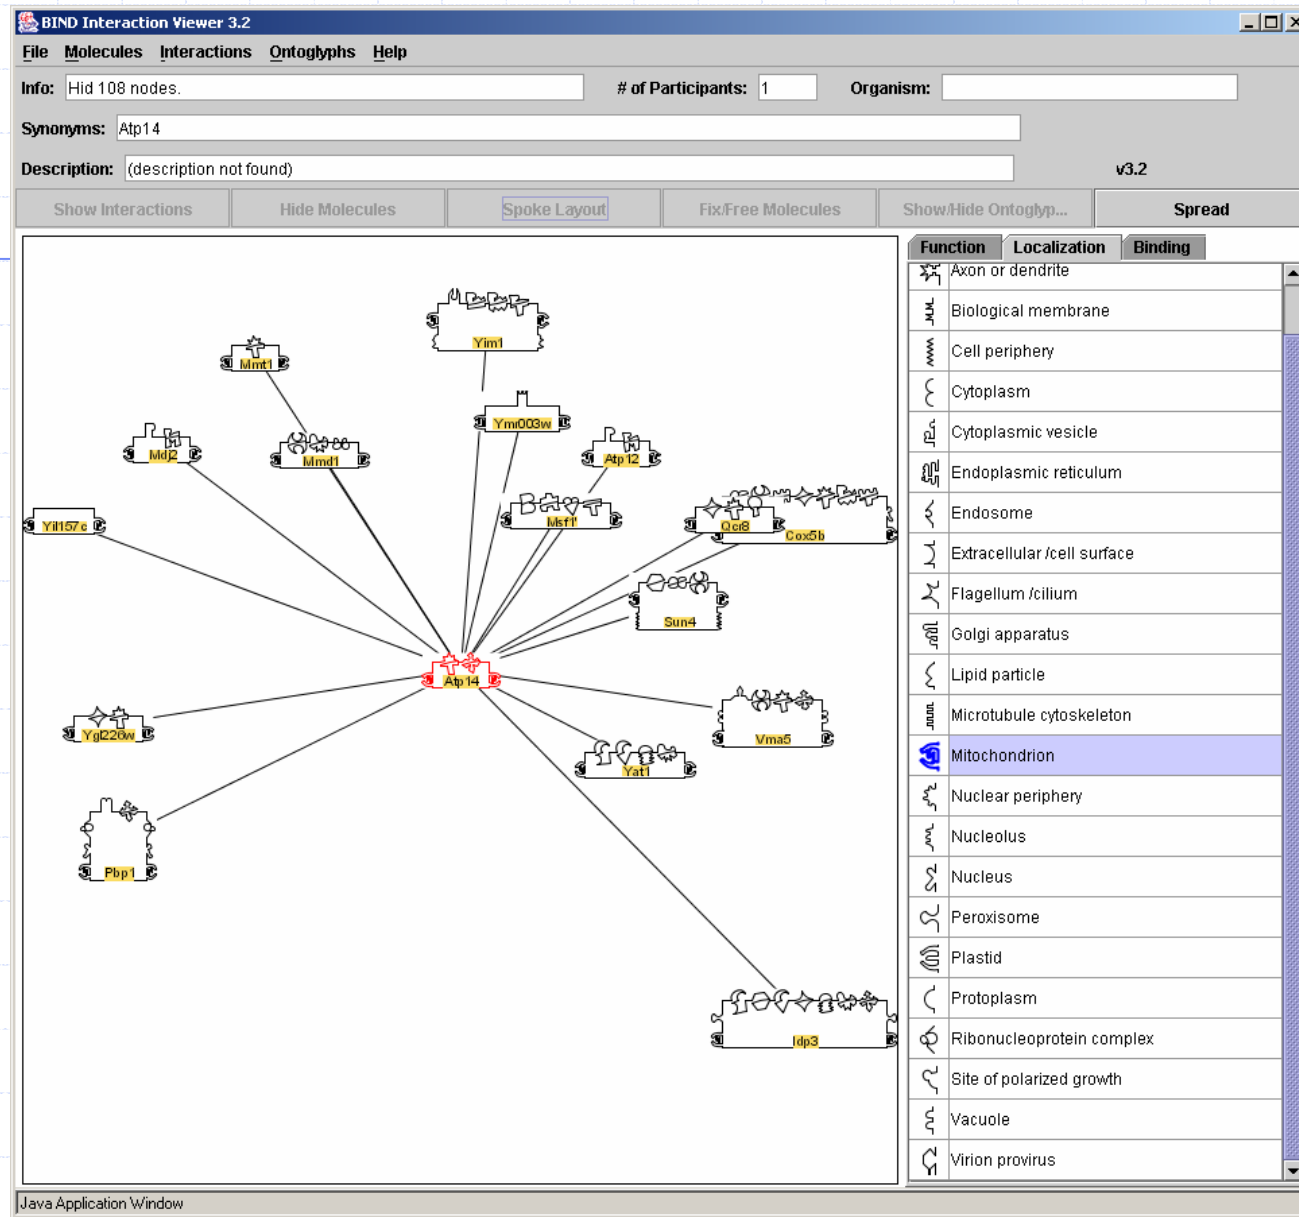 BIND Interaction Viewer 3.2
File Molecules Interactions Ontoglyphs Help
Info: Hid 108 nodes. # of Participants: 1 Organism:
Synonyms: Atp14
Description: (description not found) v3.2
Show Interactions Hide Molecules Spoke Layout Fix/Free Molecules Show/Hide Ontoglyp... Spread
Function Localization Binding
Axon or dendrite
Biological membrane
Cell periphery
Cytoplasm
Cytoplasmic vesicle
Endoplasmic reticulum
Endosome
Extracellular /cell surface
Flagellum /cilium
Golgi apparatus
Lipid particle
Microtubule cytoskeleton
Mitochondrion
Nuclear periphery
Nucleolus
Nucleus
Peroxisome
Plastid
Protoplasm
Ribonucleoprotein complex
Site of polarized growth
Vacuole
Virion provirus
Yim1
Mmt1
Ymr003w
Mdj2
Mmd1
Atp12
Yil157c
Msf1'
Qcr8
Cox5b
Sun4
Atp14
Ygl226w
Vma5
Yat1
Pbp1
Idp3
Java Application Window